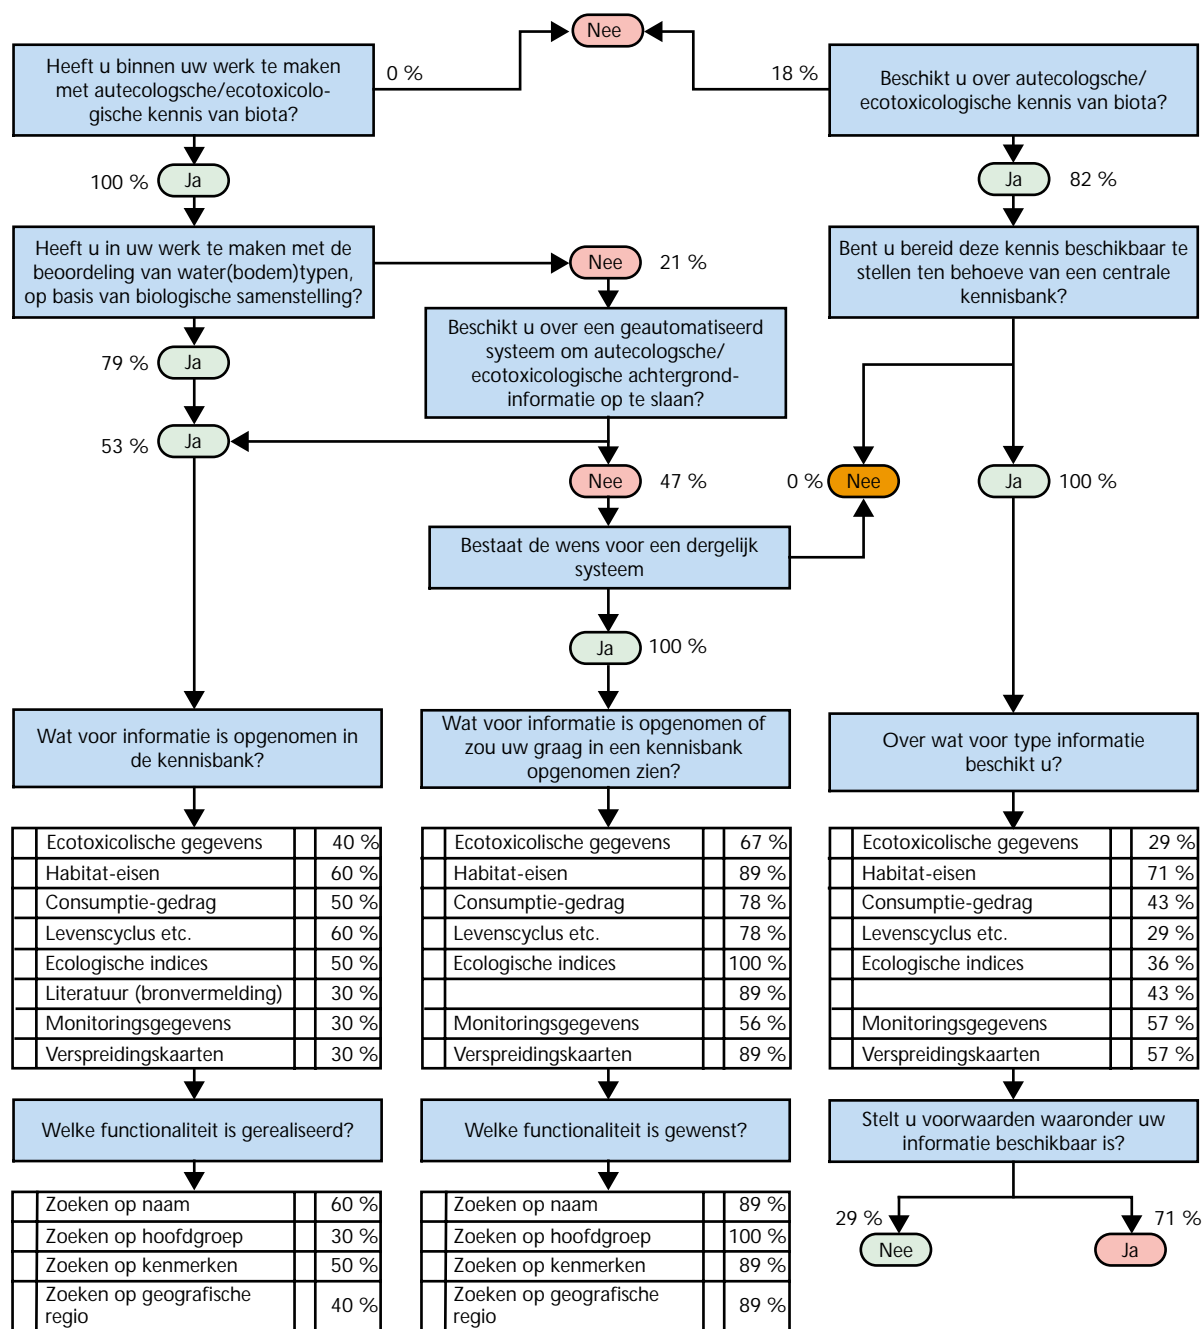 Nee
Heeft u binnen uw werk te maken
met autecologsche/ecotoxicolo-
gische kennis van biota?
0 %
18 %
Beschikt u over autecologsche/
ecotoxicologische kennis van biota?
100 %
Ja
Ja
82 %
Heeft u in uw werk te maken met de
beoordeling van water(bodem)typen,
op basis van biologische samenstelling?
Nee
21 %
Bent u bereid deze kennis beschikbaar te
stellen ten behoeve van een centrale
kennisbank?
79 %
Ja
Beschikt u over een geautomatiseerd
systeem om autecologsche/
ecotoxicologische achtergrond-
informatie op te slaan?
53 %
Ja
Nee
47 %
0 %
Nee
Ja
100 %
Bestaat de wens voor een dergelijk
systeem
Ja
100 %
Wat voor informatie is opgenomen in
de kennisbank?
Ecotoxicolische gegevens 40 %
Habitat-eisen 60 %
Consumptie-gedrag 50 %
Levenscyclus etc. 60 %
Ecologische indices 50 %
Literatuur (bronvermelding) 30 %
Monitoringsgegevens 30 %
Verspreidingskaarten 30 %
Welke functionaliteit is gerealiseerd?
Zoeken op naam 60 %
Zoeken op hoofdgroep 30 %
Zoeken op kenmerken 50 %
Zoeken op geografische
regio 40 %
Wat voor informatie is opgenomen of
zou uw graag in een kennisbank
opgenomen zien?
Ecotoxicolische gegevens 67 %
Habitat-eisen 89 %
Consumptie-gedrag 78 %
Levenscyclus etc. 78 %
Ecologische indices 100 %
89 %
Monitoringsgegevens 56 %
Verspreidingskaarten 89 %
Welke functionaliteit is gewenst?
Zoeken op naam 89 %
Zoeken op hoofdgroep 100 %
Zoeken op kenmerken 89 %
Zoeken op geografische
regio 89 %
Over wat voor type informatie
beschikt u?
Ecotoxicolische gegevens 29 %
Habitat-eisen 71 %
Consumptie-gedrag 43 %
Levenscyclus etc. 29 %
Ecologische indices 36 %
43 %
Monitoringsgegevens 57 %
Verspreidingskaarten 57 %
Stelt u voorwaarden waaronder uw
informatie beschikbaar is?
29 %
71 %
Nee
Ja